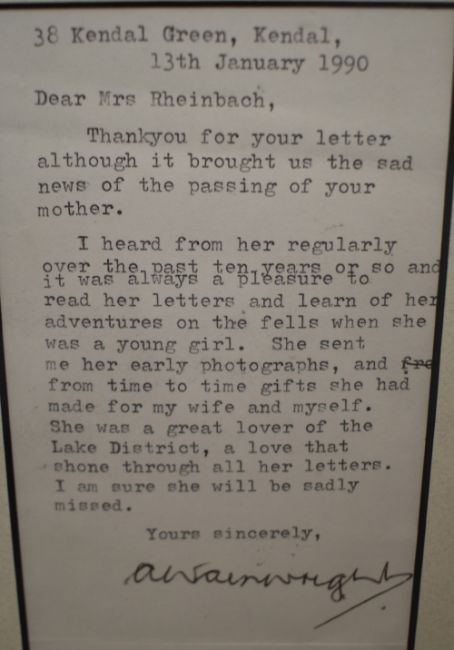 38 Kendal Green, Kendal,
13th January 1990
Dear Mrs Rheinbach,
Thankyou for your letter
although it brought us the sad
news of the passing of your
mother.
I heard from her regularly
over the past ten years or so and
it was always a pleasure to
read her letters and learn of her
adventures on the fells when she
was a young girl. She sent
me her early photographs, and fro
from time to time gifts she had
made for my wife and myself.
She was a great lover of the
Lake District, a love that
shone through all her letters.
I am sure she will be sadly
missed.
Yours sincerely,
AWainwright